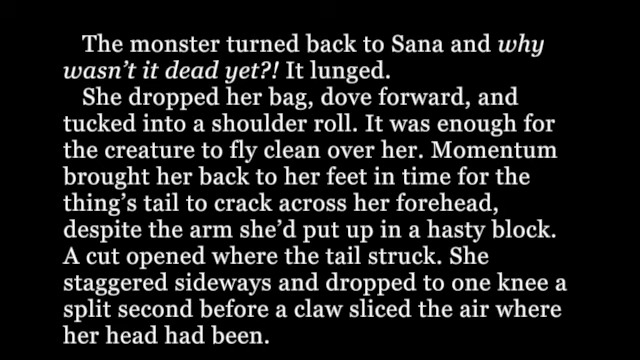 The monster turned back to Sana and why
wasn’t it dead yet?! It lunged.
She dropped her bag, dove forward, and
tucked into a shoulder roll. It was enough for
the creature to fly clean over her. Momentum
brought her back to her feet in time for the
thing’s tail to crack across her forehead,
despite the arm she’d put up in a hasty block.
A cut opened where the tail struck. She
staggered sideways and dropped to one knee a
split second before a claw sliced the air where
her head had been.